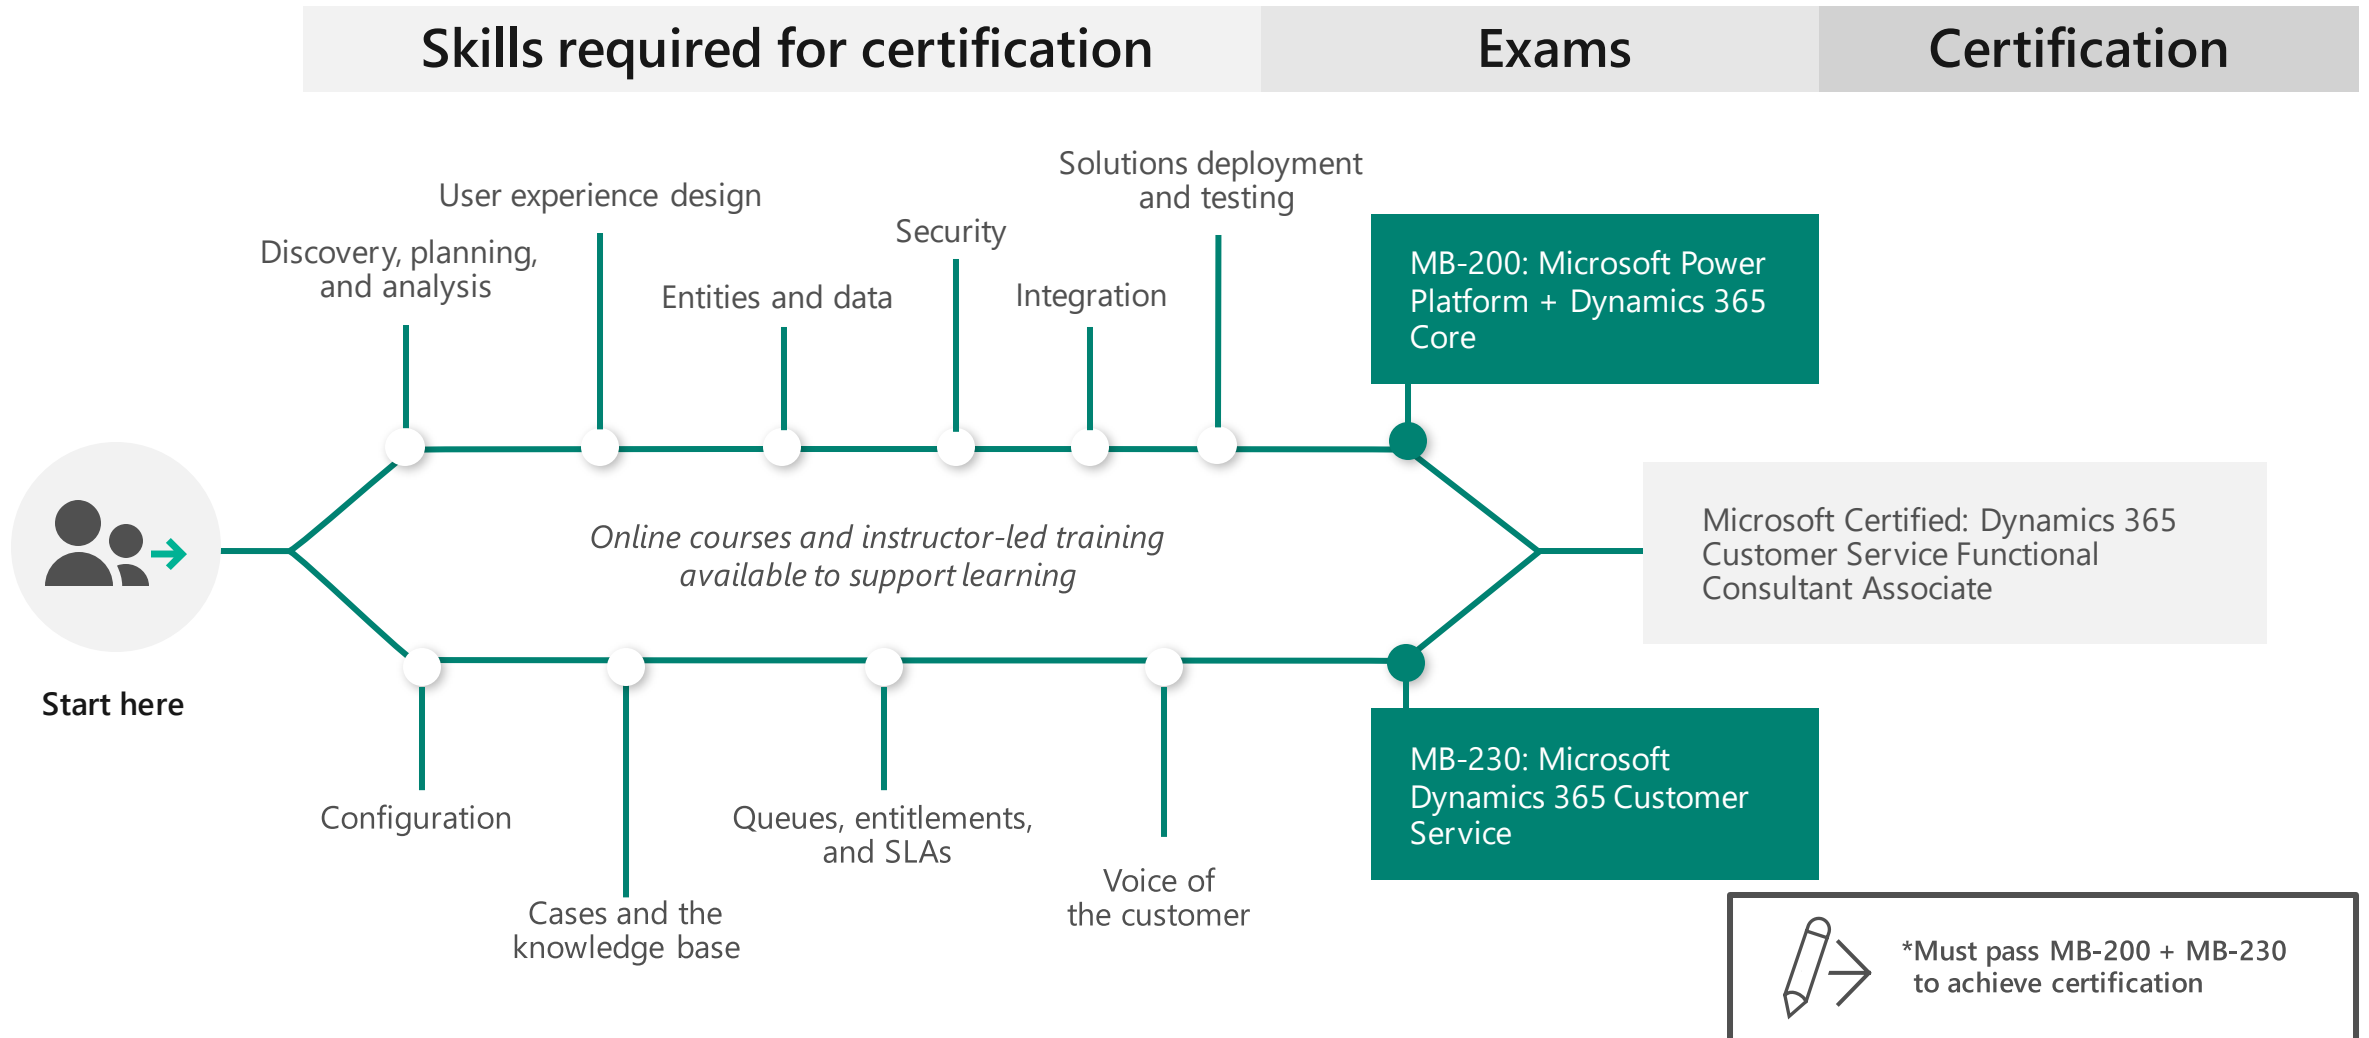 Skills required for certification
Exams
Certification
Solutions deployment
and testing
User experience design
Security
Discovery, planning,
and analysis
Entities and data
Integration
MB-200: Microsoft Power
Platform + Dynamics 365
Core
Online courses and instructor-led training
available to support learning
Microsoft Certified: Dynamics 365
Customer Service Functional
Consultant Associate
Start here
Configuration
Cases and the
knowledge base
Queues, entitlements,
and SLAs
Voice of
the customer
MB-230: Microsoft
Dynamics 365 Customer
Service
*Must pass MB-200 + MB-230
to achieve certification